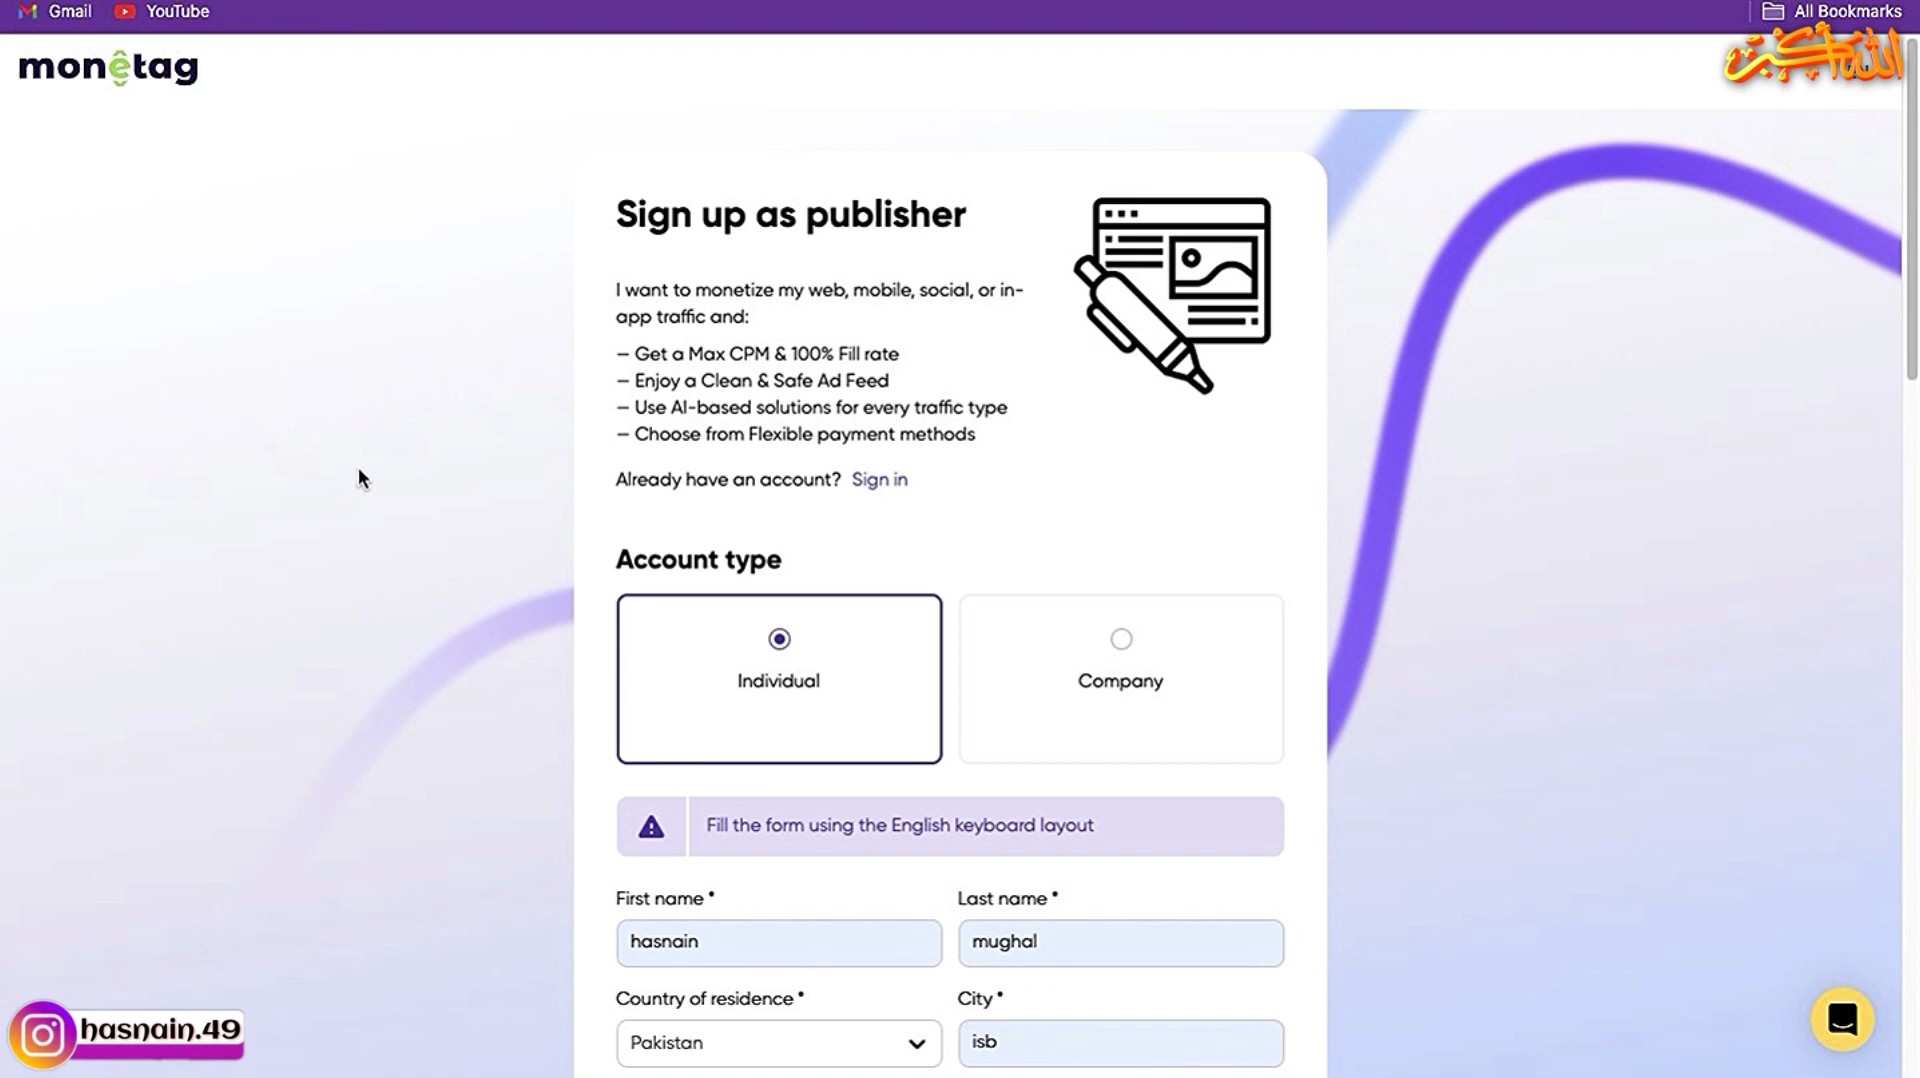 Gmail
YouTube
All Bookmarks
monetag
الله أكبر
Sign up as publisher
I want to monetize my web, mobile, social, or in-
app traffic and:
– Get a Max CPM & 100% Fill rate
– Enjoy a Clean & Safe Ad Feed
– Use AI-based solutions for every traffic type
– Choose from Flexible payment methods
Already have an account? Sign in
Account type
Individual
Company
Fill the form using the English keyboard layout
First name *
Last name *
hasnain
mughal
Country of residence *
City *
Pakistan
isb
hasnain.49